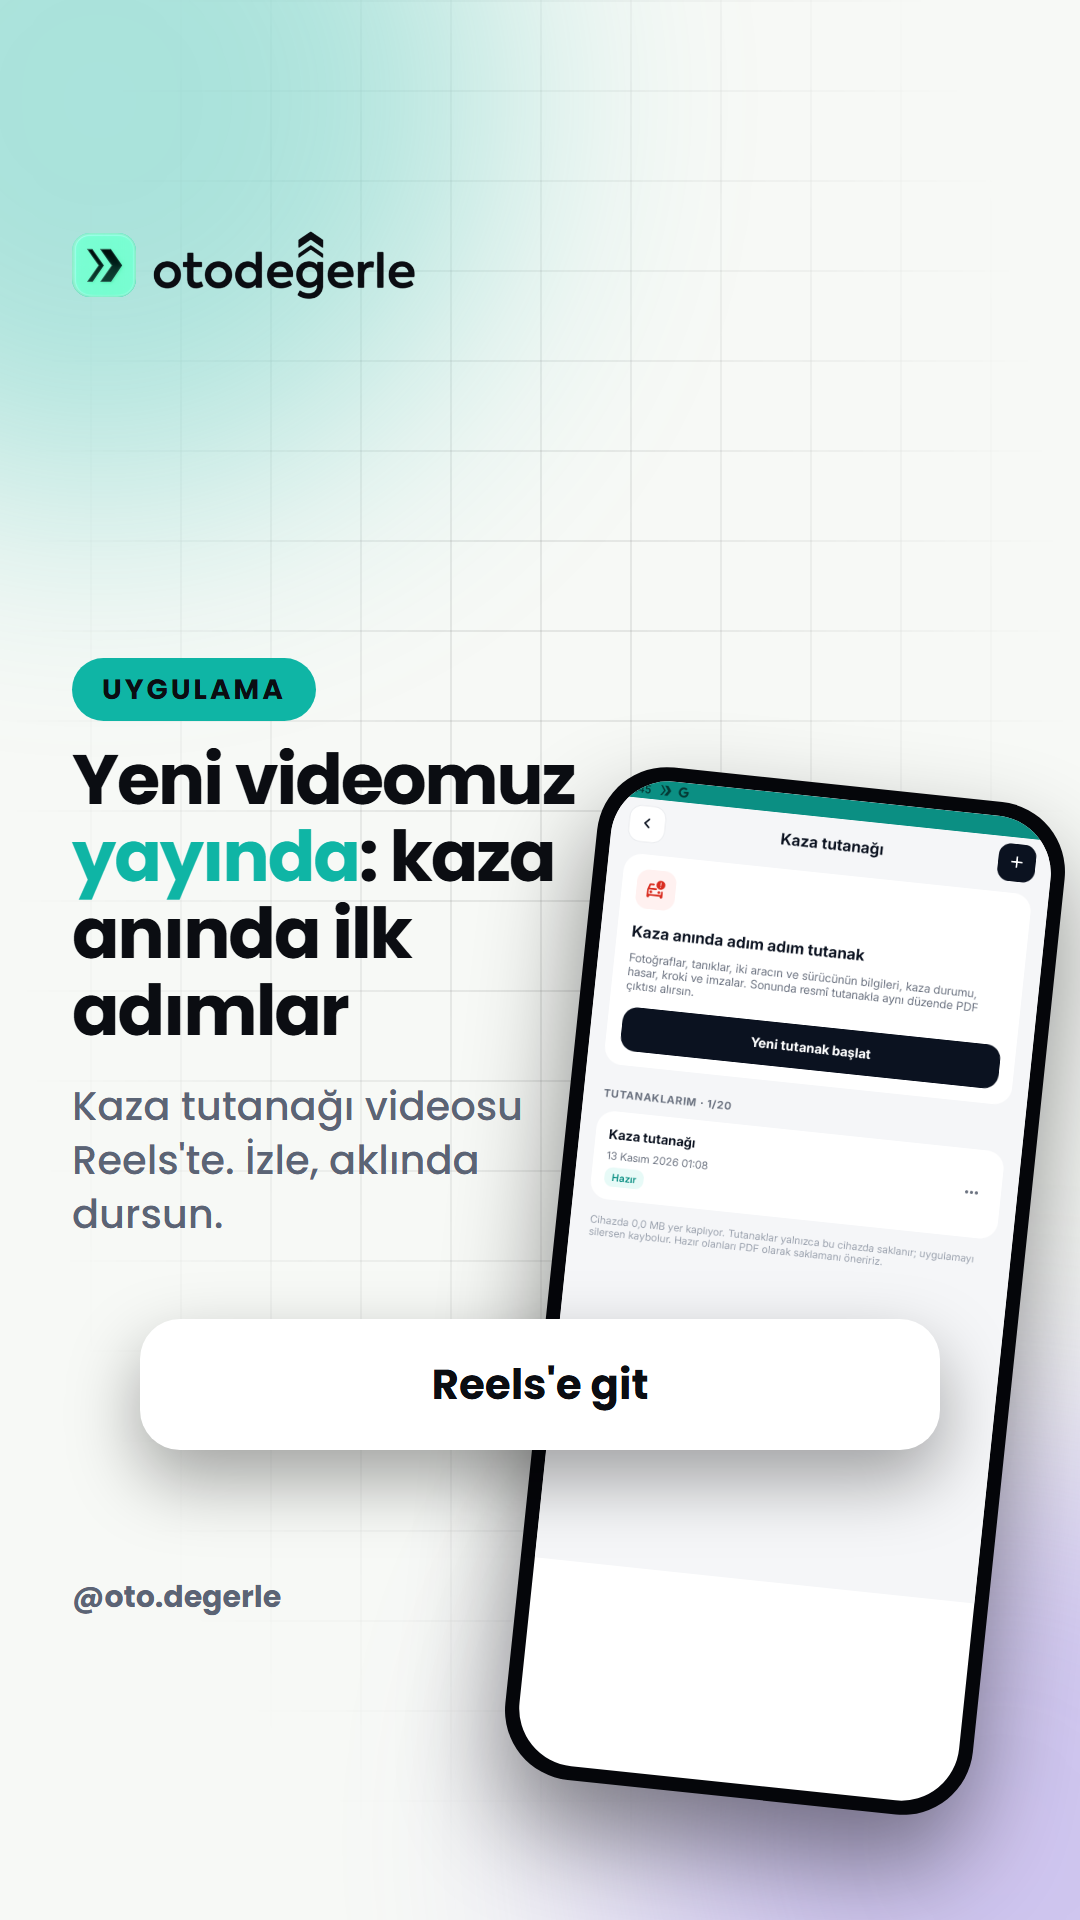 otodeğerle
UYGULAMA
Yeni videomuz
yayında: kaza
anında ilk
adımlar
Kaza tutanağı videosu
Reels'te. İzle, aklında
dursun.
G
Kaza tutanağı
Kaza anında adım adım tutanak
Fotoğraflar, tanıklar, iki aracın ve sürücünün bilgileri, kaza durumu,
hasar, kroki ve imzalar. Sonunda resmî tutanakla aynı düzende PDF
çıktısı alırsın.
Yeni tutanak başlat
TUTANAKLARIM · 1/20
Kaza tutanağı
13 Kasım 2026 01:08
Hazır
Cihazda 0,0 MB yer kaplıyor. Tutanaklar yalnızca bu cihazda saklanır; uygulamayı
silersen kaybolur. Hazır olanları PDF olarak saklamanı öneririz.
Reels'e git
@oto.degerle